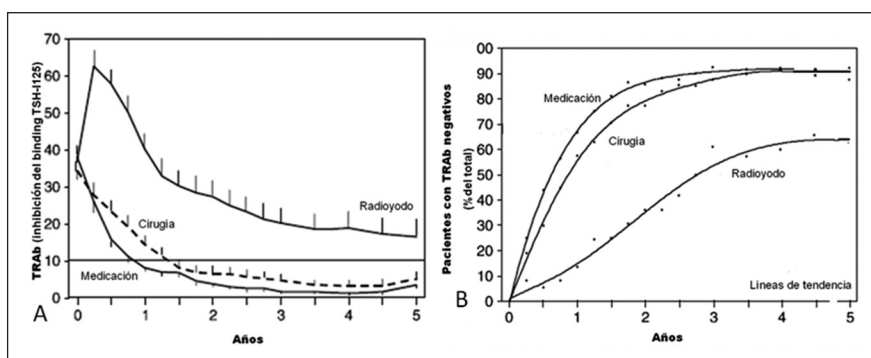 70
60
50
40
30
20
10
0
TRAb (inhibición del binding TSH-I125)
Radioyodo
Cirugía
Medicación
A
0
1
2
3
4
5
Años
00
90
80
70
60
50
40
30
20
10
0
Pacientes con TRAb negativos
(% del total)
Medicación
Cirugía
Radioyodo
Lineas de tendencia
B
0
1
2
3
4
5
Años